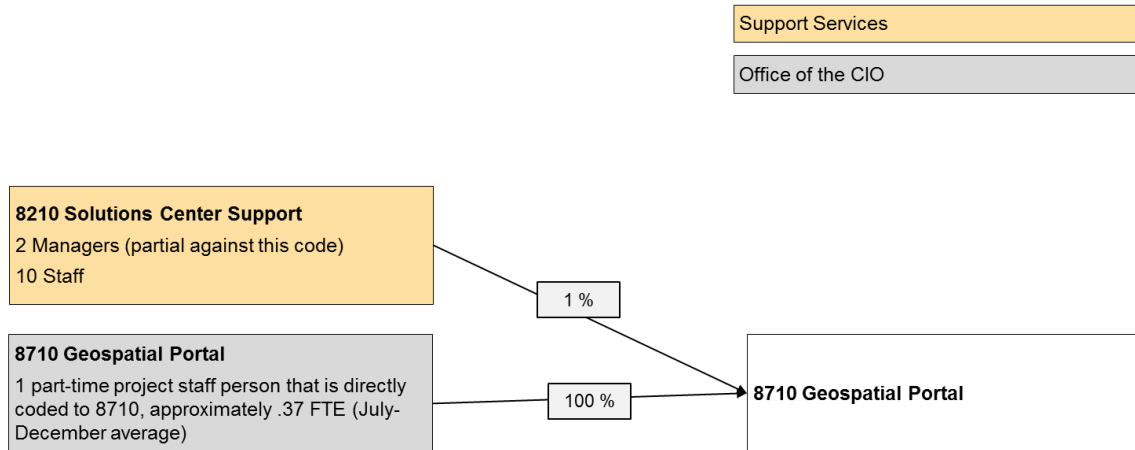 Support Services
Office of the CIO
8210 Solutions Center Support
2 Managers (partial against this code)
10 Staff
1 %
8710 Geospatial Portal
1 part-time project staff person that is directly
coded to 8710, approximately .37 FTE (July-
December average)
100 %
8710 Geospatial Portal